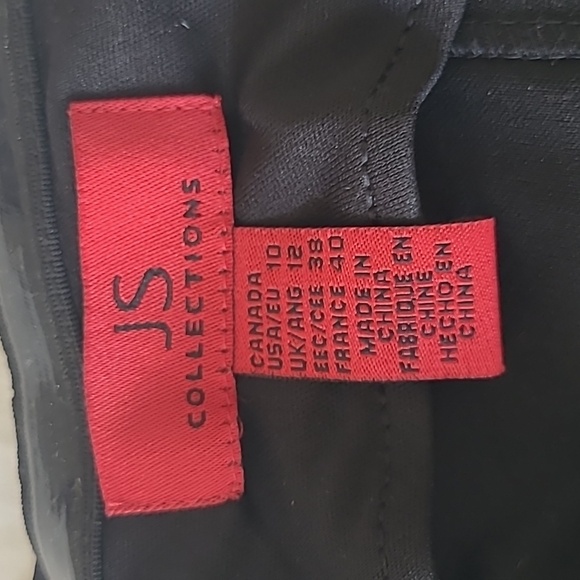 JS
COLLECTIONS
CANADA
USA/EU 10
UK/ANG 12
EEC/CEE 38
FRANCE 40
MADE IN
CHINA
FABRIQUE EN
CHINE
HECHO EN
CHINA